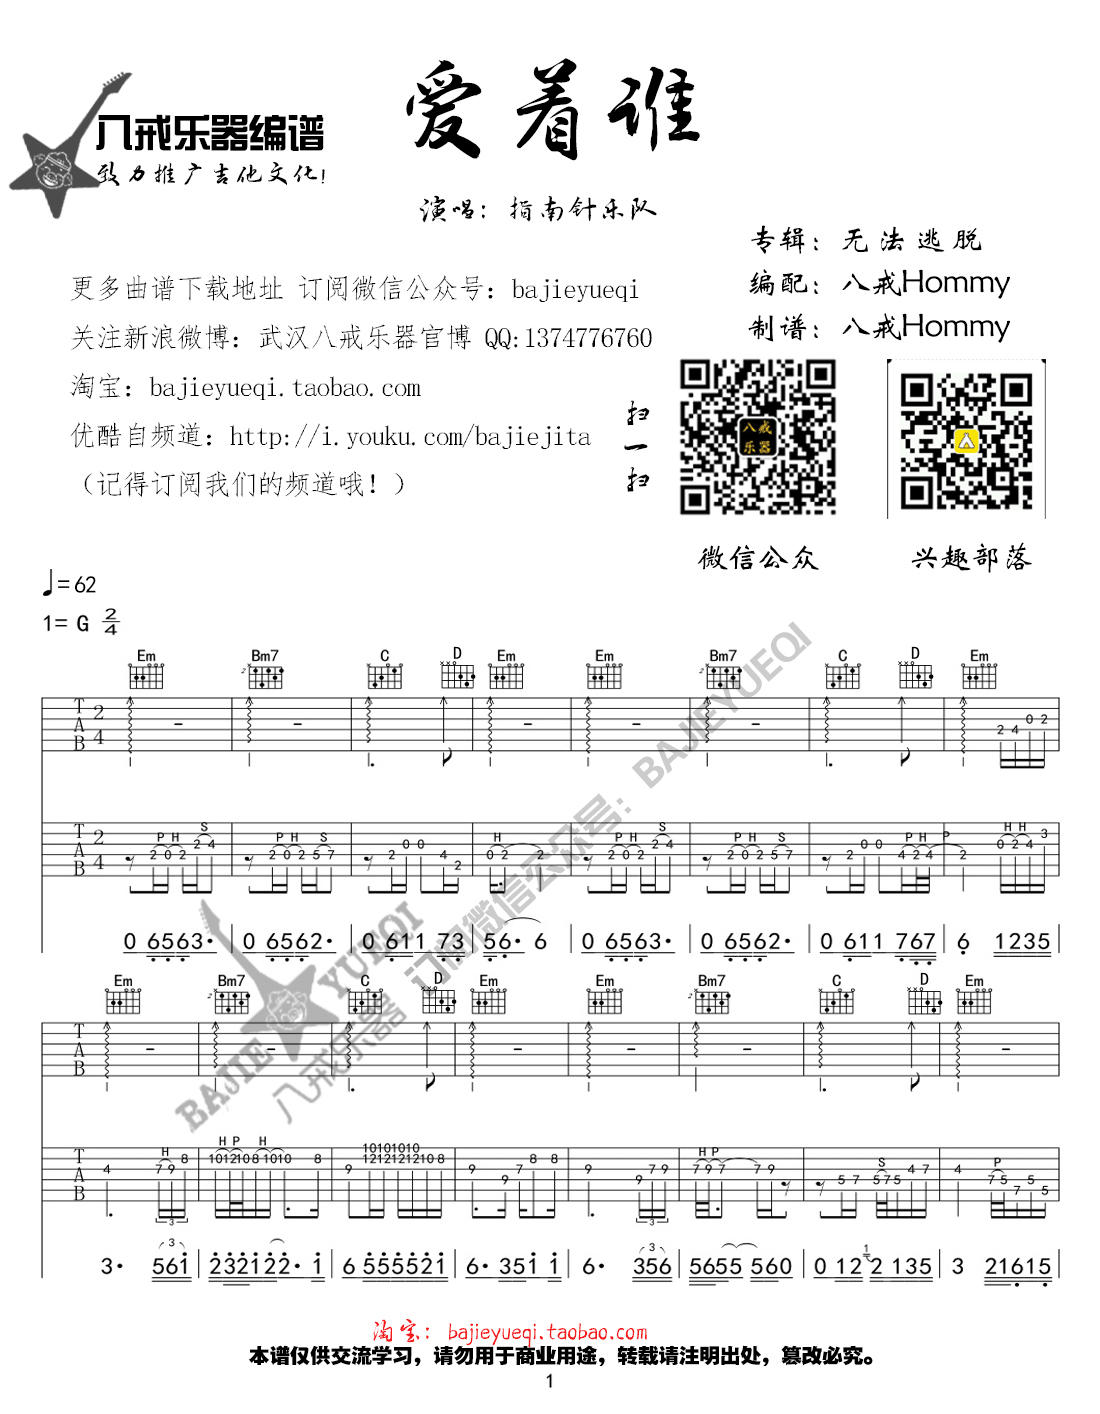 爱着谁
八戒乐器编谱
致力推广吉他文化!
演唱：指南针乐队
专辑：无法逃脱
编配：八戒Hommy
制谱：八戒Hommy
更多曲谱下载地址 订阅微信公众号：bajieyueqi
关注新浪微博：武汉八戒乐器官博 QQ:1374776760
淘宝：bajieyueqi.taobao.com
优酷自频道：http://i.youku.com/bajiejita
（记得订阅我们的频道哦！）
扫一扫
八戒
乐器
微信公众
兴趣部落
♩=62
1= G 2/4
Em Bm7 C D Em Em Bm7 C D Em
T A B 2 4
0 6563· 0 6562· 0 611 73 56· 6 0 6563· 0 6562· 0 611 767 6 1235
Em Bm7 C D Em Em Bm7 C D Em
T A B
3· 561 232122·1 6 555521 6·351 1 6· 356 5655 560 0 12 2 135 3 21615
BAJIE YUEQI
八戒乐器 订阅微信公众号：BAJIEYUEQI
淘宝：bajieyueqi.taobao.com
本谱仅供交流学习，请勿用于商业用途，转载请注明出处，篡改必究。
1